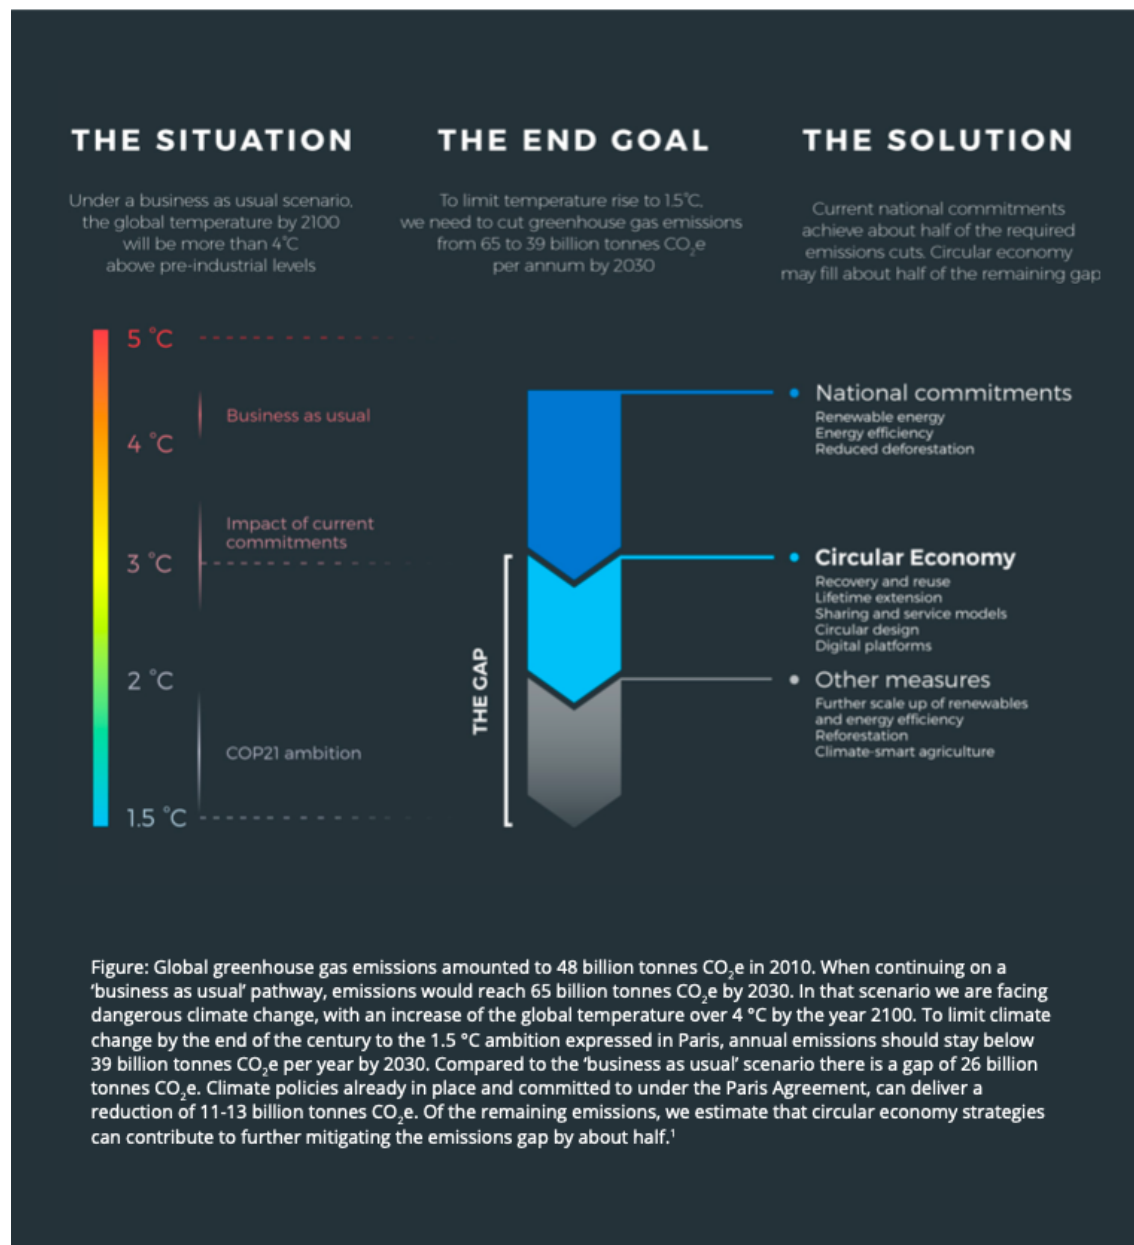 THE SITUATION
Under a business as usual scenario,
the global temperature by 2100
will be more than 4°C
above pre-industrial levels
THE END GOAL
To limit temperature rise to 1.5°C,
we need to cut greenhouse gas emissions
from 65 to 39 billion tonnes CO₂e
per annum by 2030
THE SOLUTION
Current national commitments
achieve about half of the required
emissions cuts. Circular economy
may fill about half of the remaining gap
5 °C
Business as usual
4 °C
Impact of current
commitments
3 °C
2 °C
COP21 ambition
1.5 °C
THE GAP
National commitments
Renewable energy
Energy efficiency
Reduced deforestation
Circular Economy
Recovery and reuse
Lifetime extension
Sharing and service models
Circular design
Digital platforms
Other measures
Further scale up of renewables
and energy efficiency
Reforestation
Climate-smart agriculture
Figure: Global greenhouse gas emissions amounted to 48 billion tonnes CO₂e in 2010. When continuing on a
‘business as usual’ pathway, emissions would reach 65 billion tonnes CO₂e by 2030. In that scenario we are facing
dangerous climate change, with an increase of the global temperature over 4 °C by the year 2100. To limit climate
change by the end of the century to the 1.5 °C ambition expressed in Paris, annual emissions should stay below
39 billion tonnes CO₂e per year by 2030. Compared to the ‘business as usual’ scenario there is a gap of 26 billion
tonnes CO₂e. Climate policies already in place and committed to under the Paris Agreement, can deliver a
reduction of 11-13 billion tonnes CO₂e. Of the remaining emissions, we estimate that circular economy strategies
can contribute to further mitigating the emissions gap by about half.¹